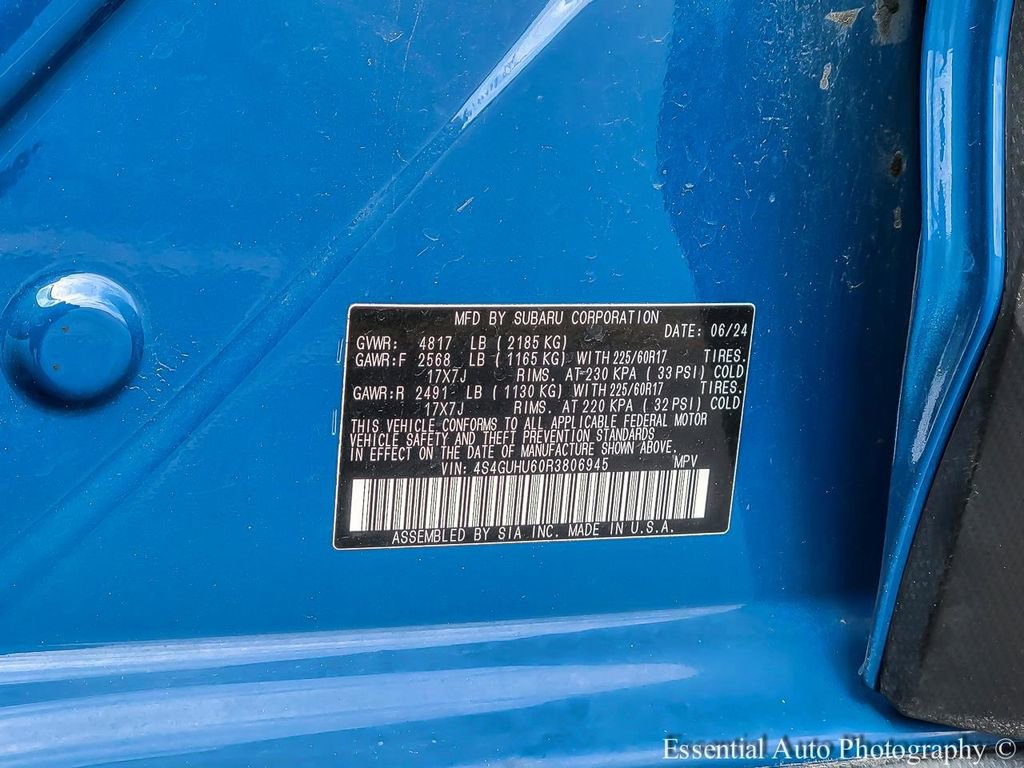 MFD BY SUBARU CORPORATION
DATE: 06/24
GVWR: 4817 LB (2185 KG)
GAWR:F 2568 LB (1165 KG) WITH 225/60R17 TIRES.
17X7J RIMS. AT 230 KPA (33 PSI) COLD
GAWR:R 2491 LB (1130 KG) WITH 225/60R17 TIRES.
17X7J RIMS. AT 220 KPA (32 PSI) COLD
THIS VEHICLE CONFORMS TO ALL APPLICABLE FEDERAL MOTOR
VEHICLE SAFETY AND THEFT PREVENTION STANDARDS
IN EFFECT ON THE DATE OF MANUFACTURE SHOWN ABOVE.
VIN: 4S4GUHU60R3806945 MPV
ASSEMBLED BY SIA INC. MADE IN U.S.A.
Essential Auto Photography ©